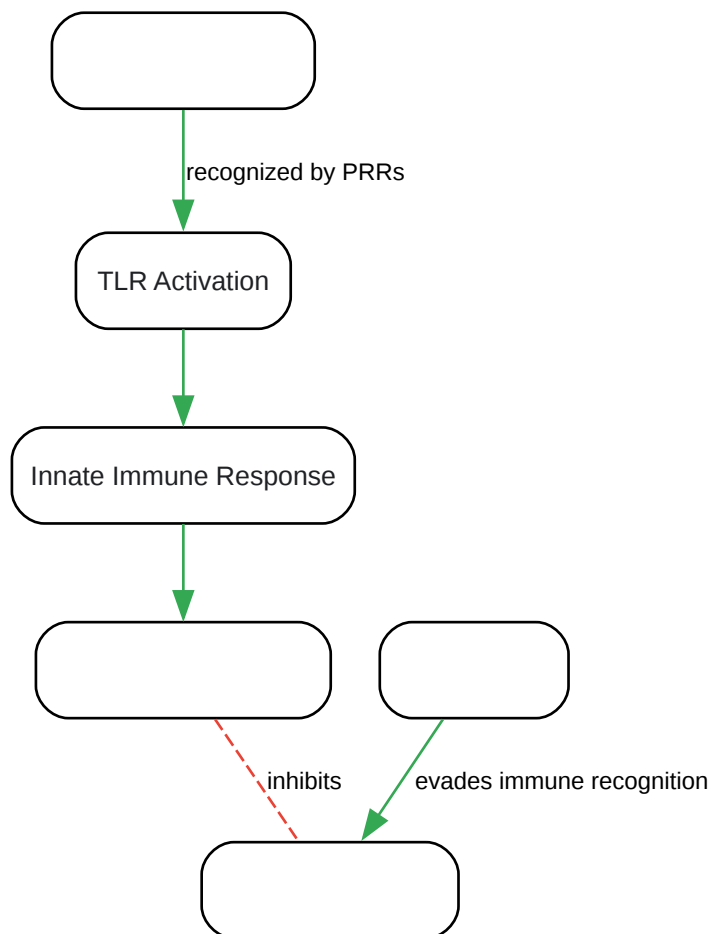 recognized by PRRs
TLR Activation
Innate Immune Response
inhibits
evades immune recognition